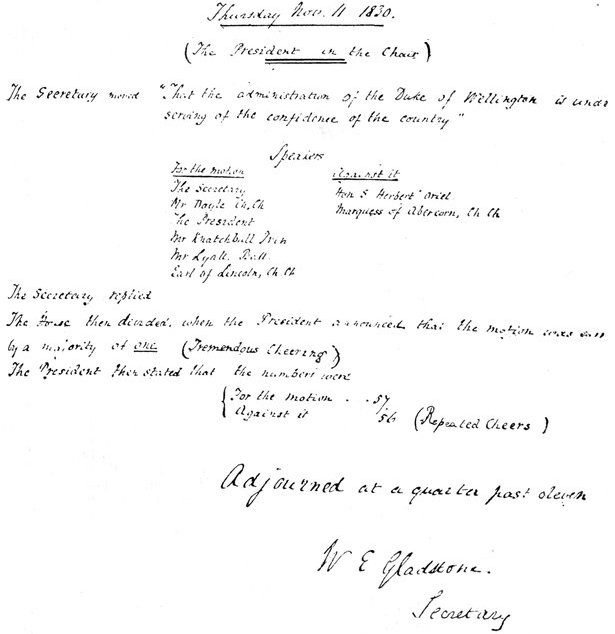 Thursday Nov. 11 1830.
(The President in the Chair)
The Secretary moved "That the administration of the Duke of Wellington is unde
serving of the confidence of the country"
Speakers
For the motion
The Secretary
Mr Doyle Ch. Ch
The President
Mr Knatchbull Trin
Mr Lyall. Ball.
Earl of Lincoln, Ch Ch
Against it
Hon S Herbert Oriel
Marquess of Abercorn, Ch Ch
The Secretary replied
The House then divided, when the President announced that the motion was carr
by a majority of one (Tremendous Cheering)
The President then stated that the numbers were
For the motion . . 57
Against it 56 (Repeated Cheers)
Adjourned at a quarter past eleven
W E Gladstone.
Secretary